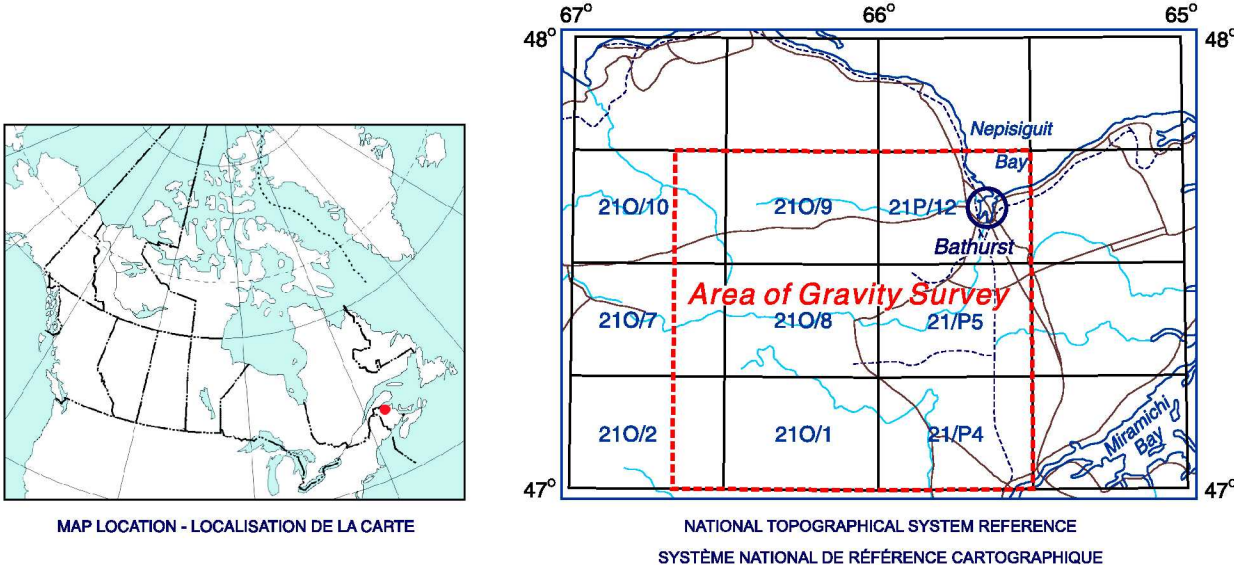 67° 66° 65°
48° 48°
Nepisiguit
Bay
21O/10 21O/9 21P/12
Bathurst
Area of Gravity Survey
21O/7 21O/8 21/P5
21O/2 21O/1 21/P4
Miramichi
Bay
47° 47°
MAP LOCATION - LOCALISATION DE LA CARTE
NATIONAL TOPOGRAPHICAL SYSTEM REFERENCE
SYSTÈME NATIONAL DE RÉFÉRENCE CARTOGRAPHIQUE